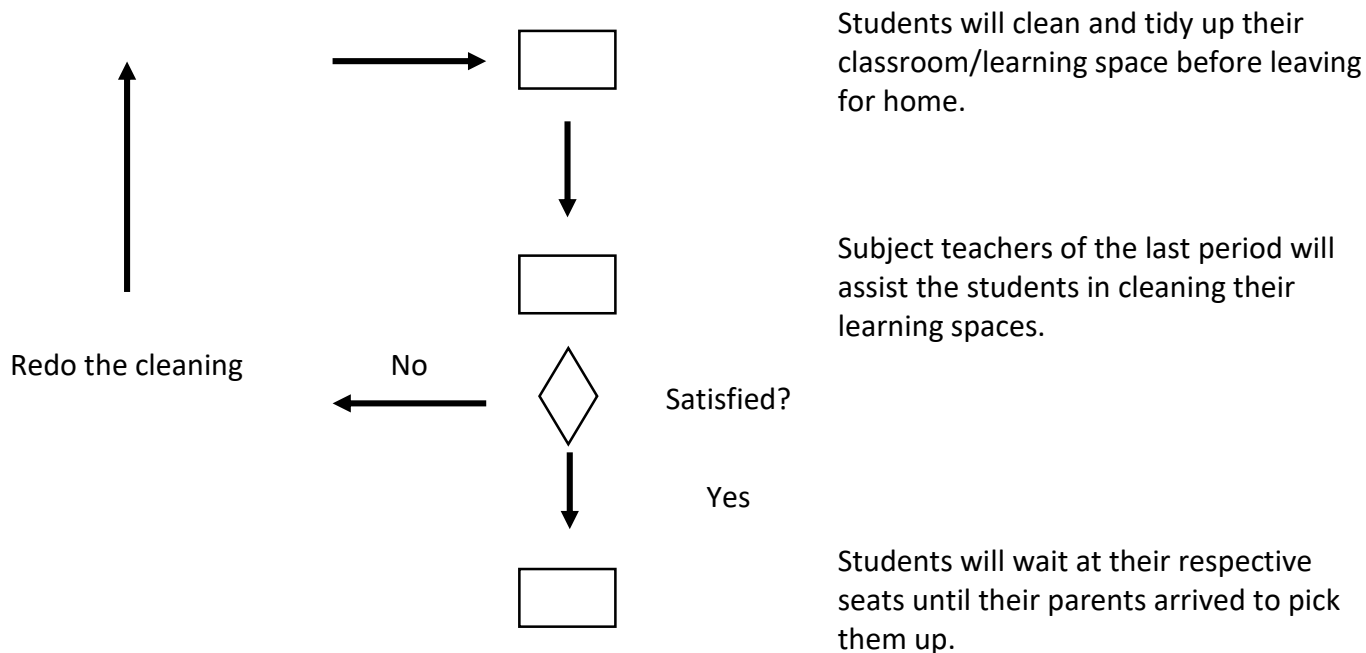 Students will clean and tidy up their
classroom/learning space before leaving
for home.
Subject teachers of the last period will
assist the students in cleaning their
learning spaces.
Redo the cleaning
No
Satisfied?
Yes
Students will wait at their respective
seats until their parents arrived to pick
them up.